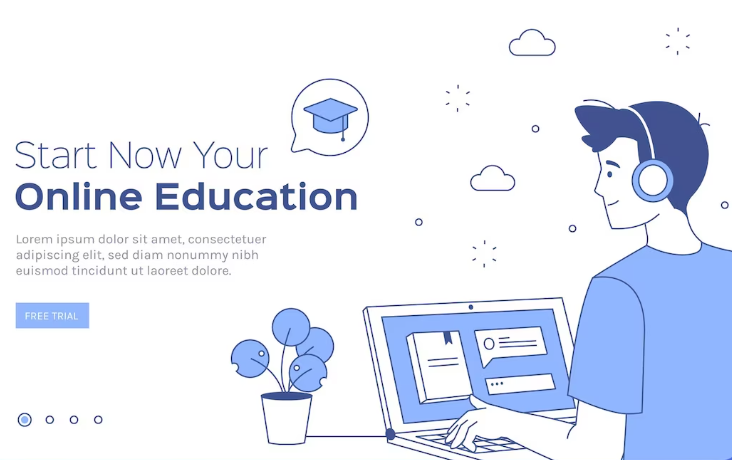 Start Now Your
Online Education
Lorem ipsum dolor sit amet, consectetuer
adipiscing elit, sed diam nonummy nibh
euismod tincidunt ut laoreet dolore.
FREE TRIAL